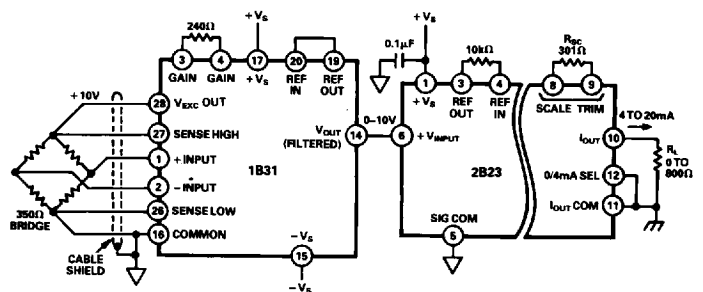 240Ω
+VS
3
4
17
20
19
GAIN
GAIN
+VS
REF IN
REF OUT
+10V
28
VEXC OUT
27
SENSE HIGH
1
+INPUT
2
-INPUT
26
SENSE LOW
16
COMMON
350Ω
BRIDGE
CABLE
SHIELD
1B31
VOUT
(FILTERED)
14
-VS
15
-VS
0–10V
+VS
0.1μF
10kΩ
1
3
4
+VS
REF OUT
REF IN
6
+VINPUT
2B23
SIG COM
5
RSC
301Ω
8
9
SCALE TRIM
4 TO 20mA
IOUT
10
0/4mA SEL
12
IOUT COM
11
RL
0 TO
800Ω